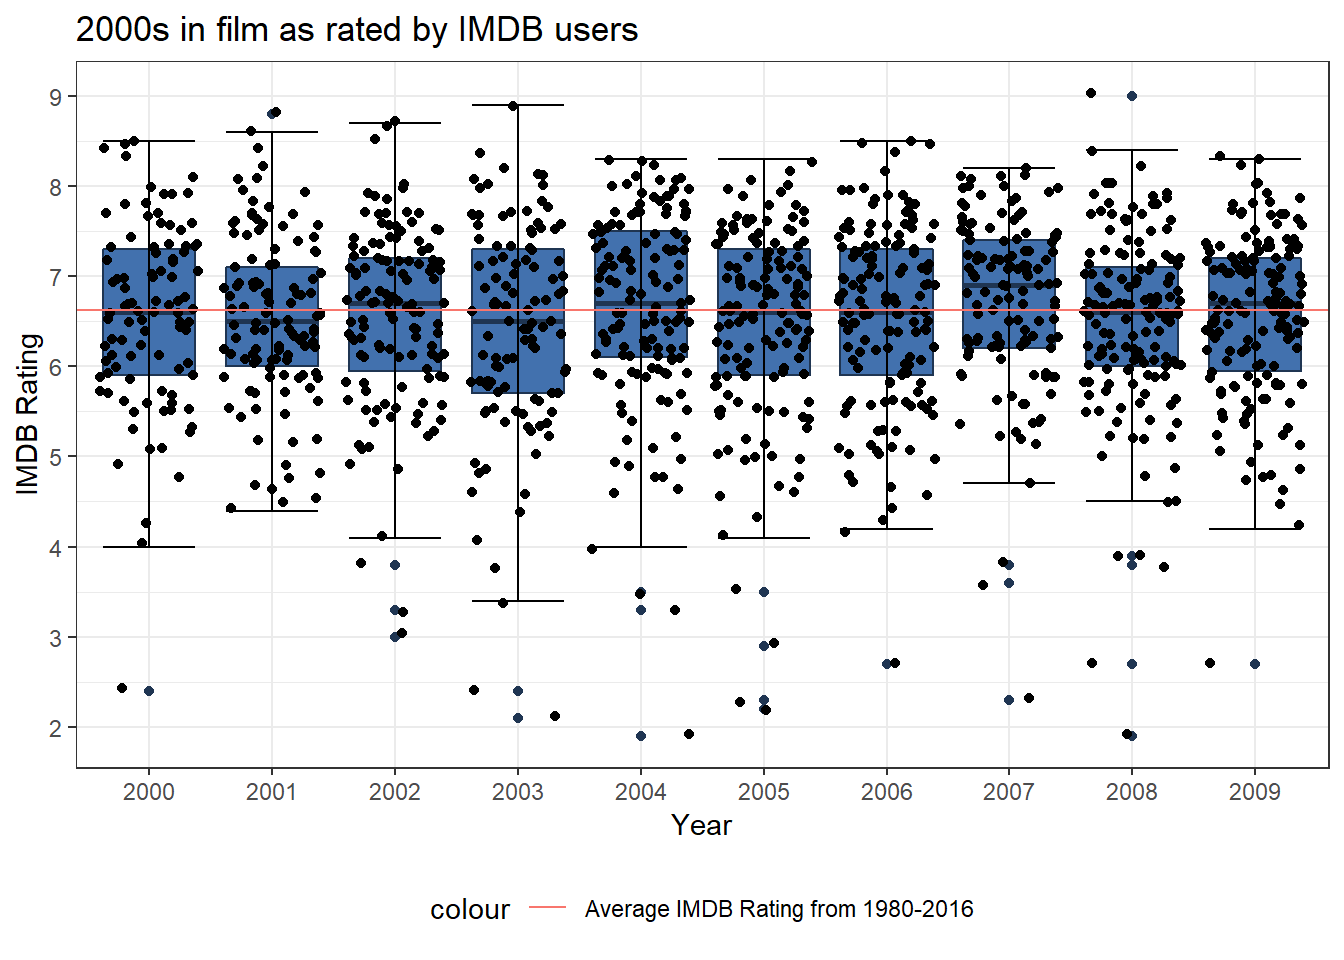 2000s in film as rated by IMDB users
IMDB Rating
9
8
7
6
5
4
3
2
2000 2001 2002 2003 2004 2005 2006 2007 2008 2009
Year
colour Average IMDB Rating from 1980-2016